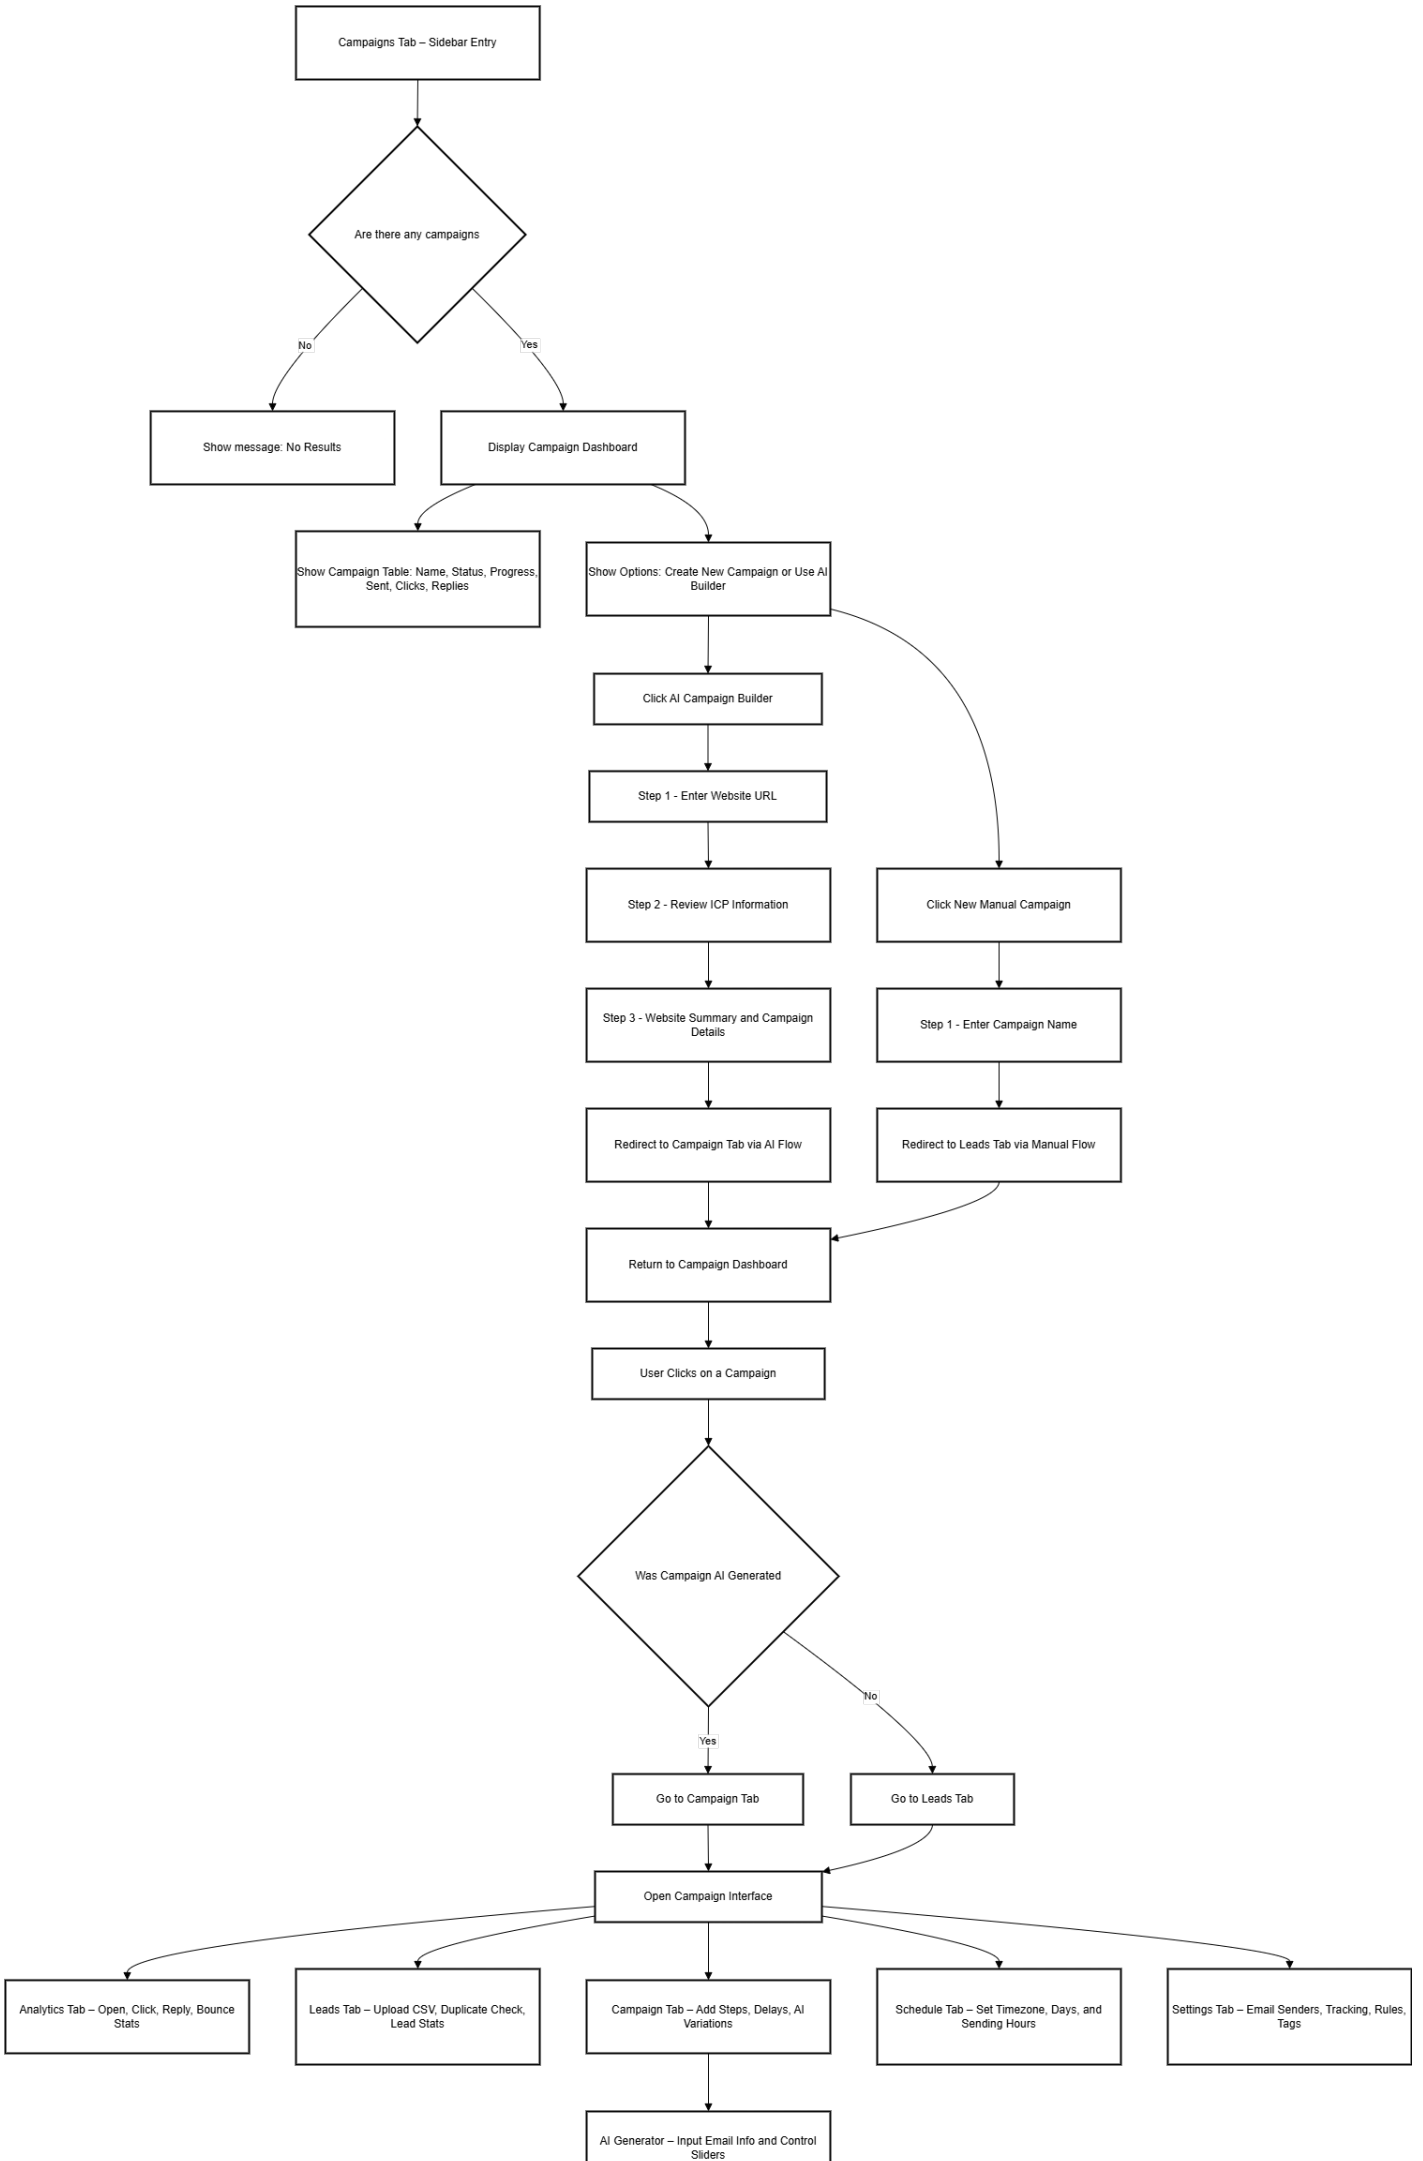 Campaigns Tab – Sidebar Entry
Are there any campaigns
No
Yes
Show message: No Results
Display Campaign Dashboard
Show Campaign Table: Name, Status, Progress,
Sent, Clicks, Replies
Show Options: Create New Campaign or Use AI
Builder
Click AI Campaign Builder
Step 1 - Enter Website URL
Step 2 - Review ICP Information
Click New Manual Campaign
Step 3 - Website Summary and Campaign
Details
Step 1 - Enter Campaign Name
Redirect to Campaign Tab via AI Flow
Redirect to Leads Tab via Manual Flow
Return to Campaign Dashboard
User Clicks on a Campaign
Was Campaign AI Generated
No
Yes
Go to Campaign Tab
Go to Leads Tab
Open Campaign Interface
Analytics Tab – Open, Click, Reply, Bounce
Stats
Leads Tab – Upload CSV, Duplicate Check,
Lead Stats
Campaign Tab – Add Steps, Delays, AI
Variations
Schedule Tab – Set Timezone, Days, and
Sending Hours
Settings Tab – Email Senders, Tracking, Rules,
Tags
AI Generator – Input Email Info and Control
Sliders